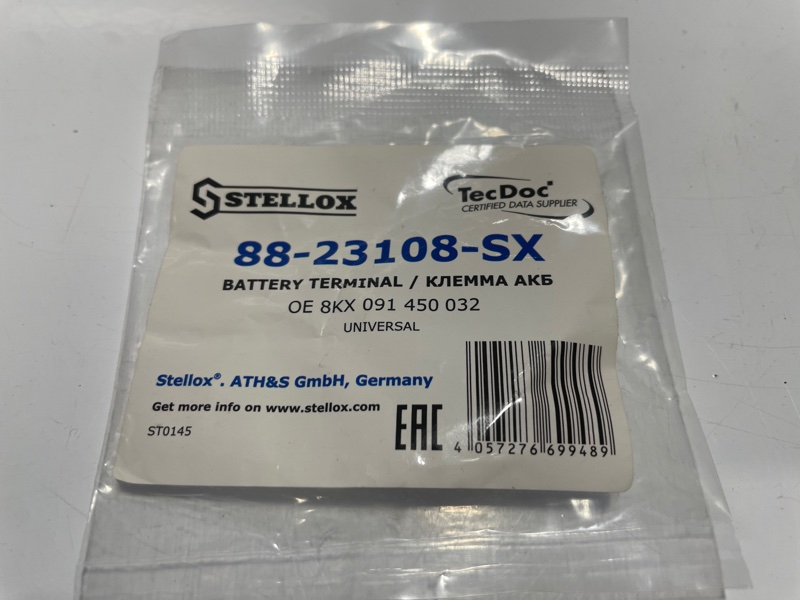 STELLOX
TecDoc
CERTIFIED DATA SUPPLIER
88-23108-SX
BATTERY TERMINAL / КЛЕММА АКБ
OE 8KX 091 450 032
UNIVERSAL
Stellox®. ATH&S GmbH, Germany
Get more info on www.stellox.com
ST0145
EAC
4 057276 699489